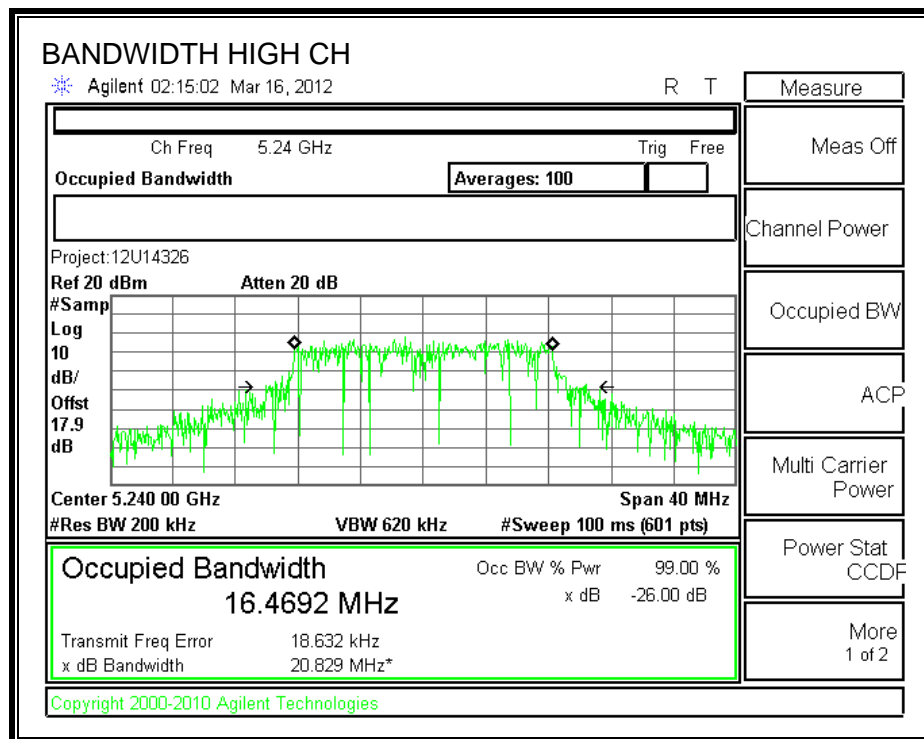 BANDWIDTH HIGH CH
Agilent 02:15:02 Mar 16, 2012 R T
Measure
Ch Freq 5.24 GHz Trig Free
Meas Off
Occupied Bandwidth Averages: 100
Channel Power
Project:12U14326
Ref 20 dBm Atten 20 dB
#Samp
Log
10
dB/
Offst
17.9
dB
Occupied BW
ACP
Multi Carrier
Power
Center 5.240 00 GHz Span 40 MHz
#Res BW 200 kHz VBW 620 kHz #Sweep 100 ms (601 pts)
Power Stat
CCDF
Occupied Bandwidth Occ BW % Pwr 99.00 %
16.4692 MHz x dB -26.00 dB
Transmit Freq Error 18.632 kHz
x dB Bandwidth 20.829 MHz*
More
1 of 2
Copyright 2000-2010 Agilent Technologies